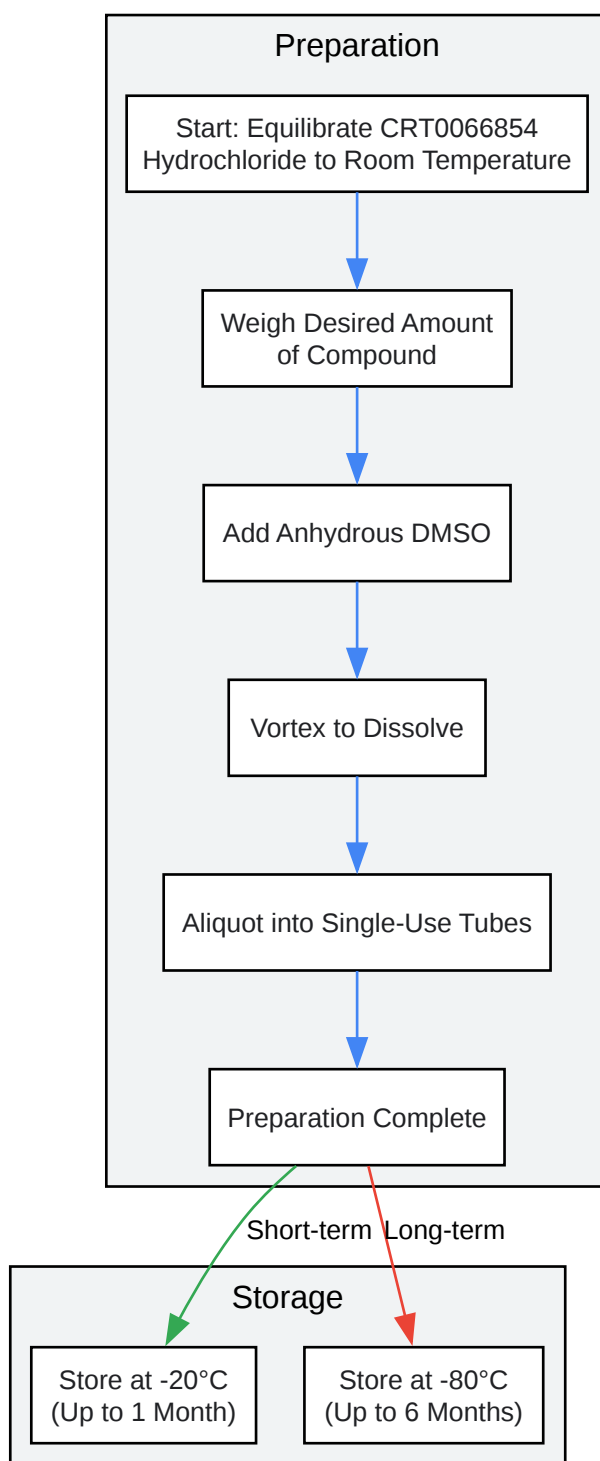 Preparation
Start: Equilibrate CRT0066854
Hydrochloride to Room Temperature
Weigh Desired Amount
of Compound
Add Anhydrous DMSO
Vortex to Dissolve
Aliquot into Single-Use Tubes
Preparation Complete
Short-term
Long-term
Storage
Store at -20°C
(Up to 1 Month)
Store at -80°C
(Up to 6 Months)